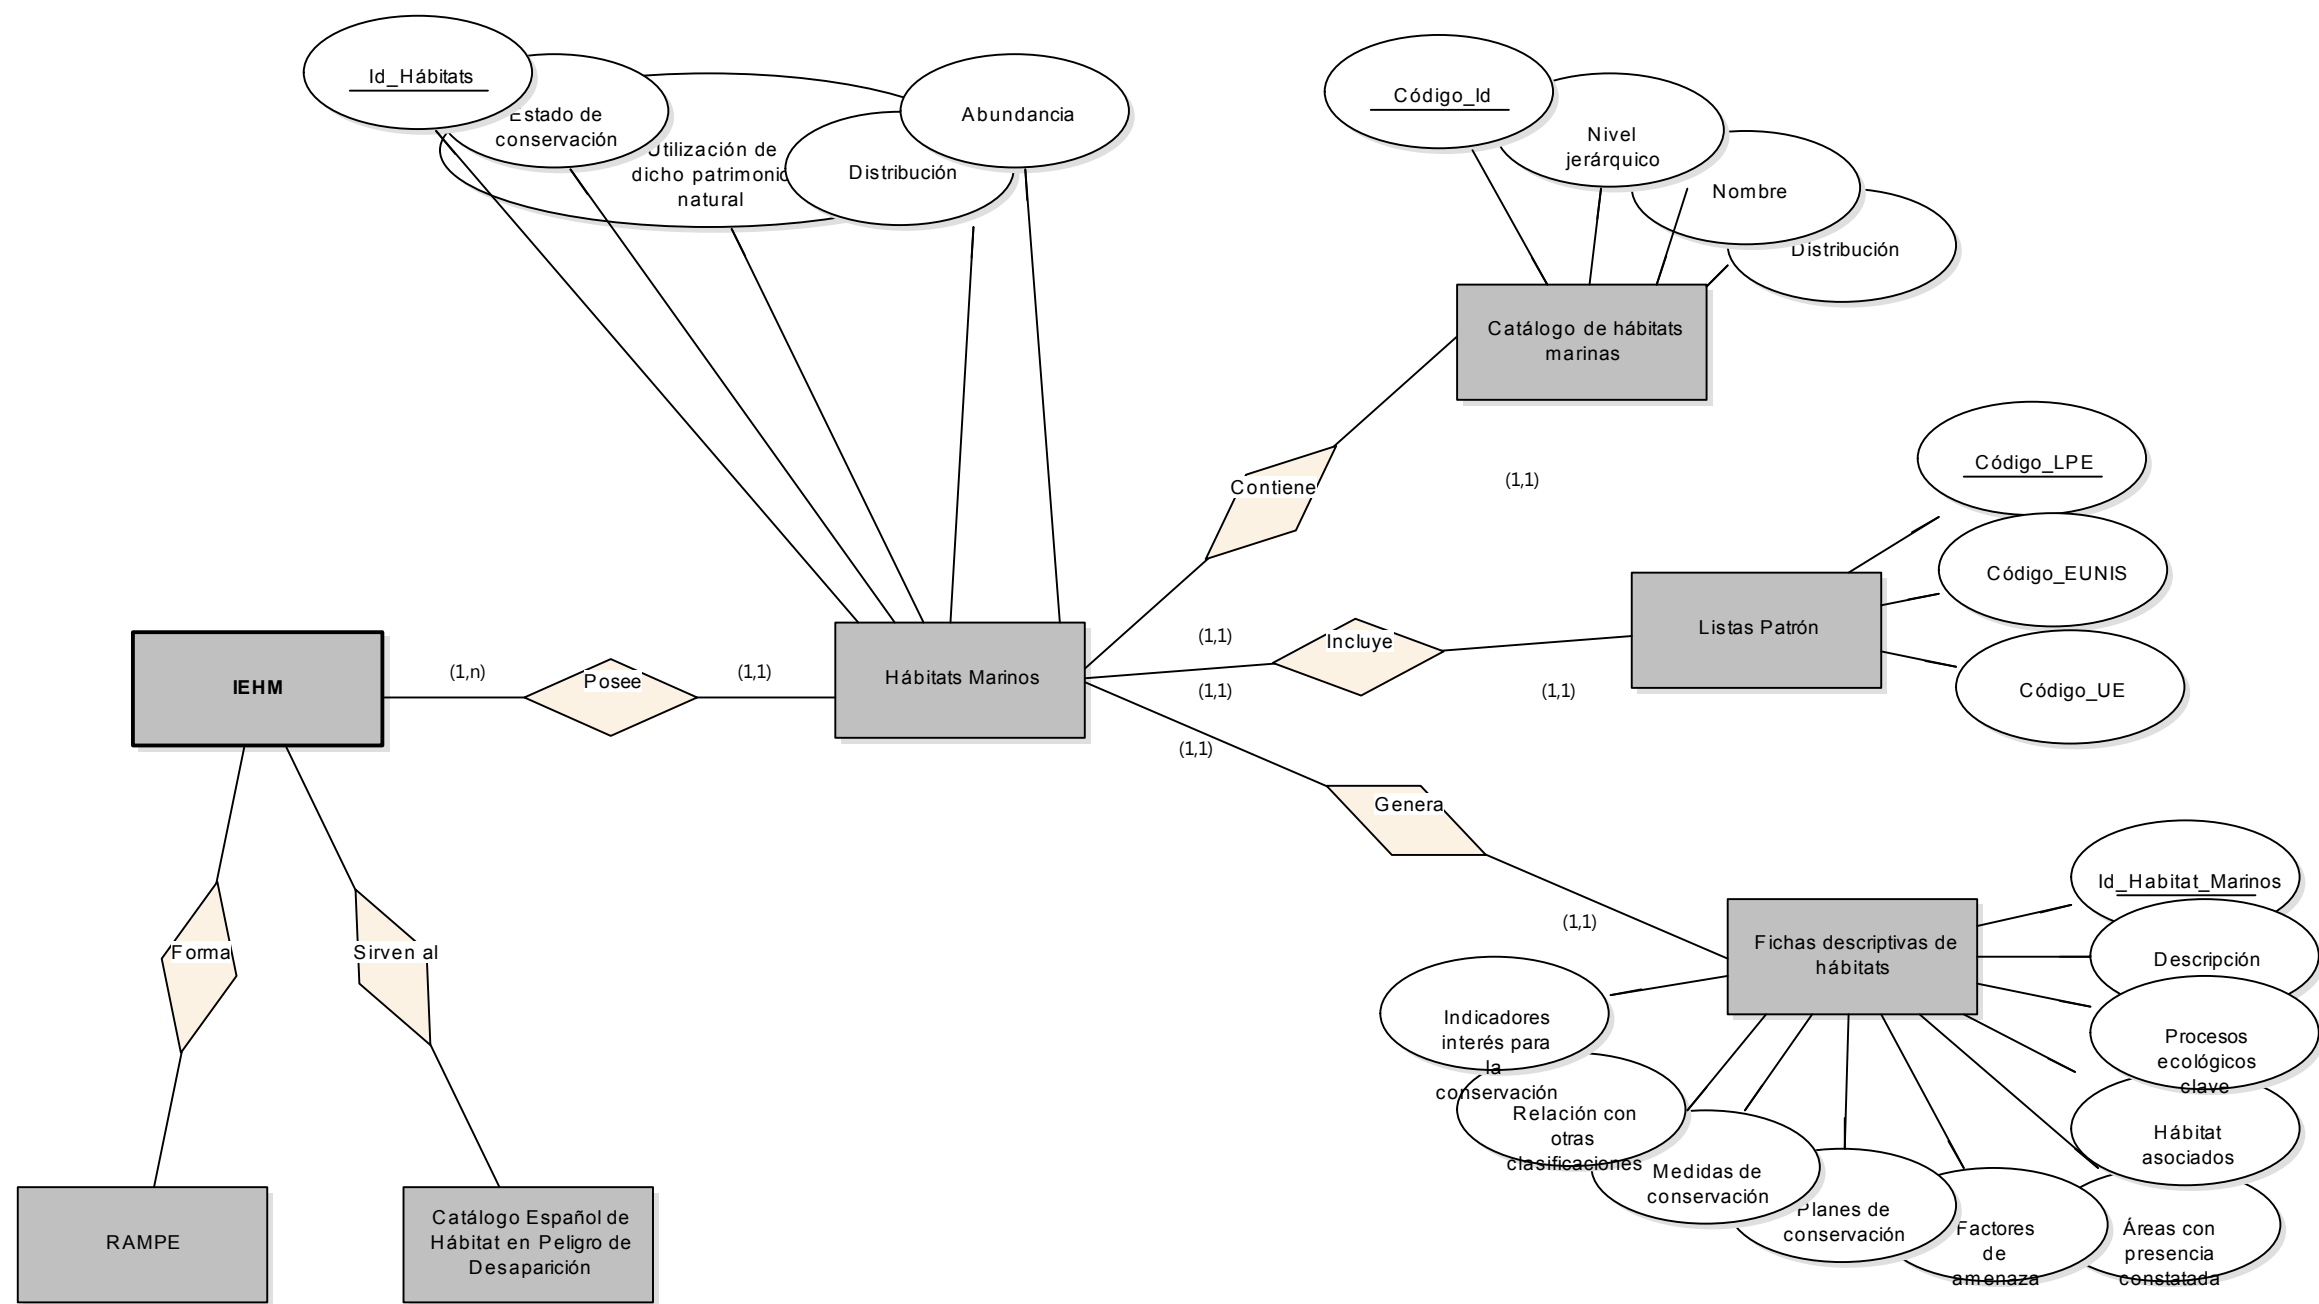 Id_Hábitats
Estado de
conservación
Utilización de
dicho patrimonio
natural
Distribución
Abundancia
Código_Id
Nivel
jerárquico
Nombre
Distribución
Catálogo de hábitats
marinas
Contiene
(1,1)
Código_LPE
Código_EUNIS
Código_UE
Listas Patrón
(1,1)
Incluye
(1,1)
(1,1)
IEHM
(1,n)
Posee
(1,1)
Hábitats Marinos
(1,1)
Genera
(1,1)
Fichas descriptivas de
hábitats
Id_Habitat_Marinos
Descripción
Procesos
ecológicos
clave
Hábitat
asociados
Áreas con
presencia
constatada
Factores
de
amenaza
Planes de
conservación
Medidas de
conservación
Relación con
otras
clasificaciones
Indicadores
interés para
la
conservación
Forma
Sirven al
RAMPE
Catálogo Español de
Hábitat en Peligro de
Desaparición